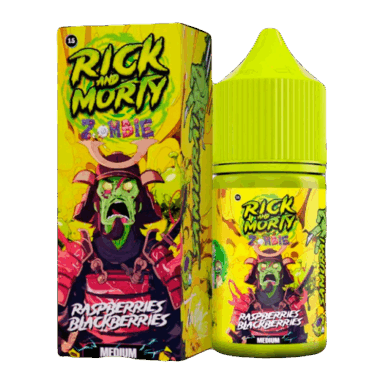 RICK
AND
MORTY
ZOMBIE
RASPBERRIES
BLACKBERRIES
MEDIUM
RICK
AND
MORTY
ZOMBIE
RASPBERRIES
BLACKBERRIES
MEDIUM